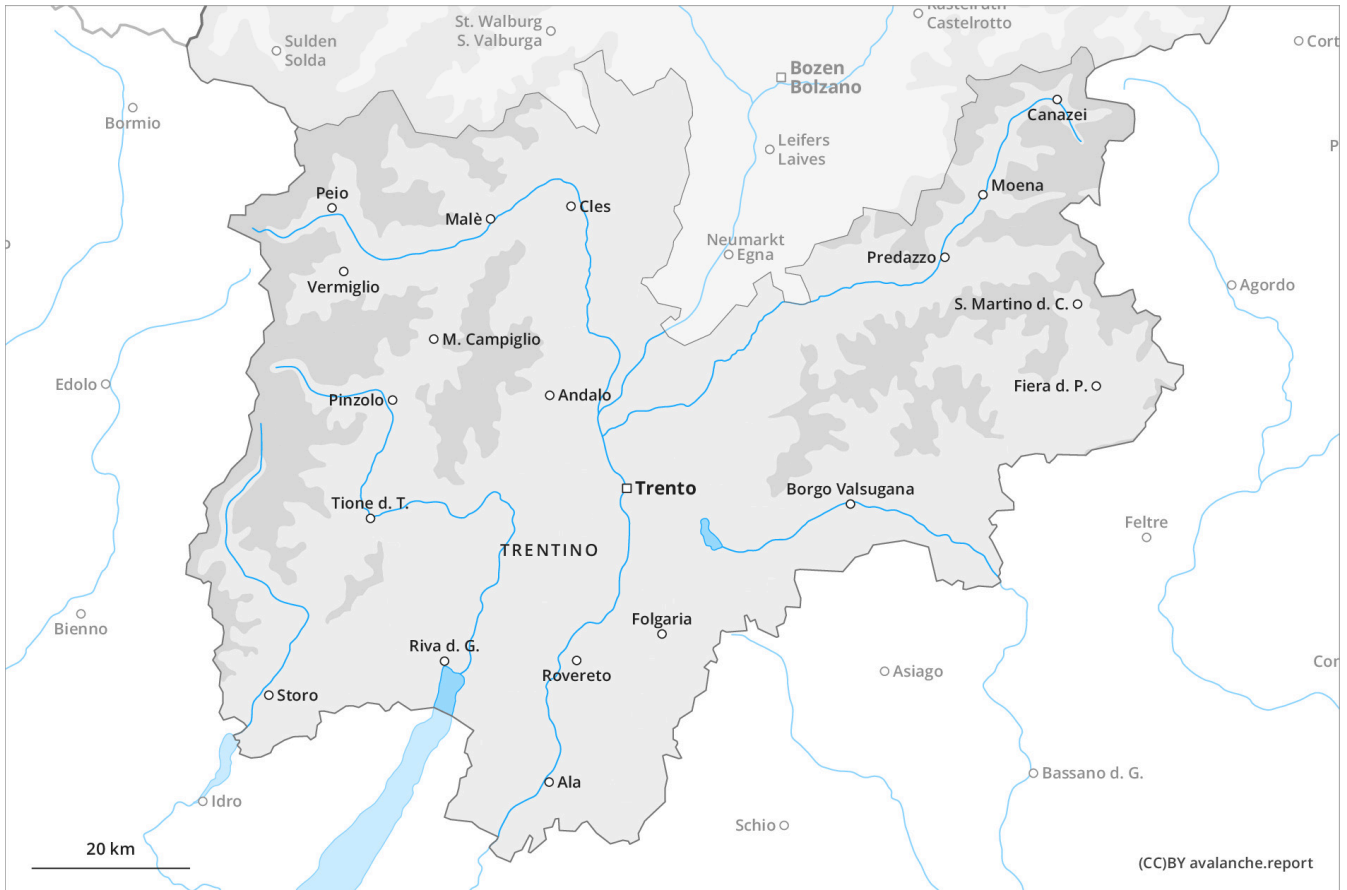 Kastelruth
Castelrotto
St. Walburg
S. Valburga
Sulden
Solda
Cort
Bozen
Bolzano
Bormio
Canazei
Leifers
Laives
P
Moena
Peio
Malè
Cles
Neumarkt
Egna
Predazzo
Vermiglio
Agordo
S. Martino d. C.
M. Campiglio
Edolo
Fiera d. P.
Andalo
Pinzolo
Trento
Borgo Valsugana
Tione d. T.
Feltre
TRENTINO
Folgaria
Bienno
Riva d. G.
Rovereto
Asiago
Cor
Storo
Ala
Bassano d. G.
Idro
Schio
20 km
(CC)BY avalanche.report